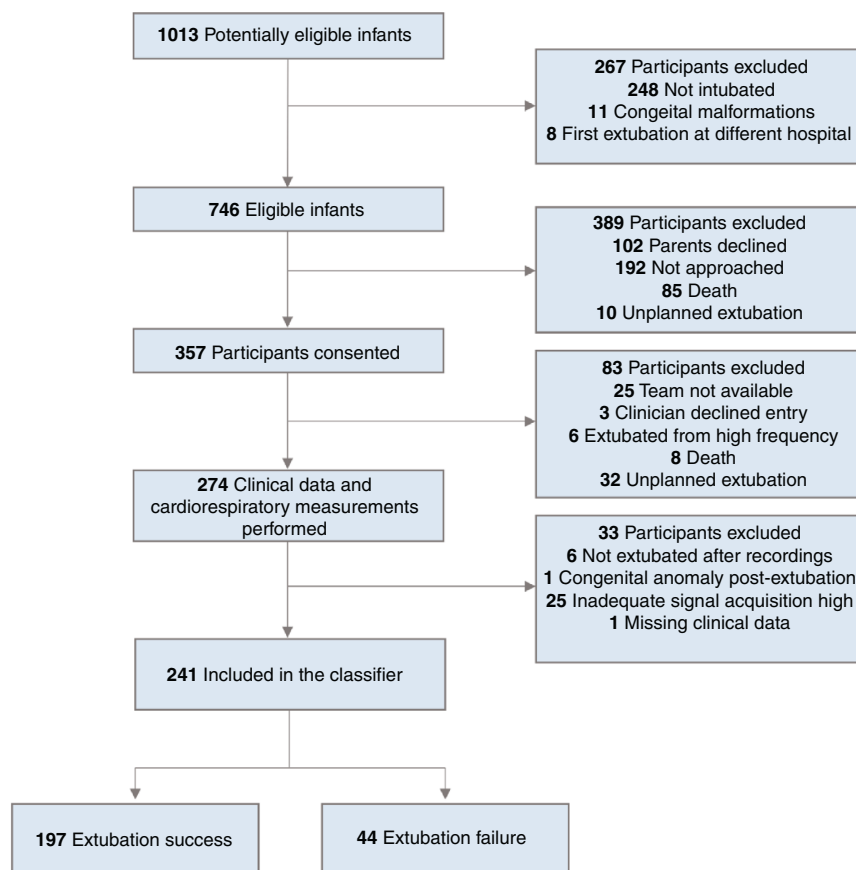 1013 Potentially eligible infants
267 Participants excluded
248 Not intubated
11 Congeital malformations
8 First extubation at different hospital
746 Eligible infants
389 Participants excluded
102 Parents declined
192 Not approached
85 Death
10 Unplanned extubation
357 Participants consented
83 Participants excluded
25 Team not available
3 Clinician declined entry
6 Extubated from high frequency
8 Death
32 Unplanned extubation
274 Clinical data and
cardiorespiratory measurements
performed
33 Participants excluded
6 Not extubated after recordings
1 Congenital anomaly post-extubation
25 Inadequate signal acquisition high
1 Missing clinical data
241 Included in the classifier
197 Extubation success
44 Extubation failure